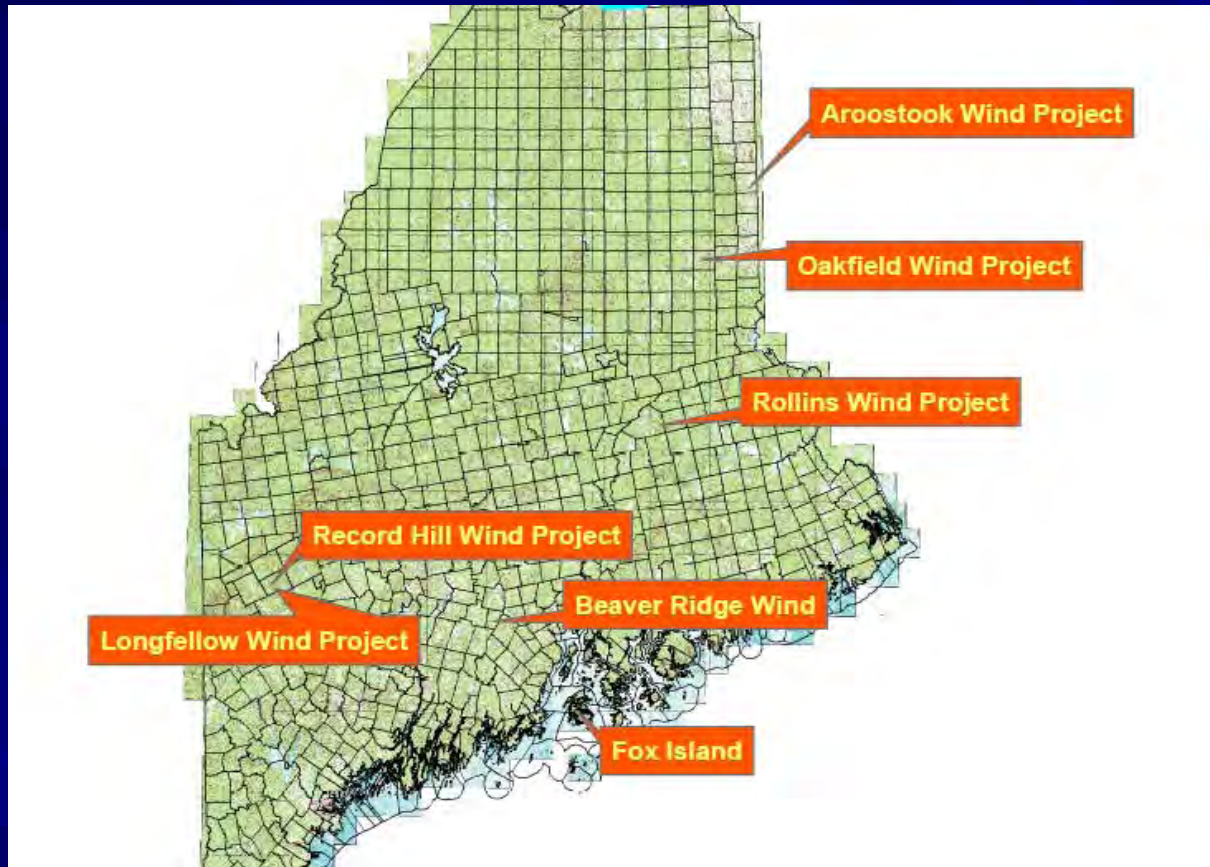 Aroostook Wind Project
Oakfield Wind Project
Rollins Wind Project
Record Hill Wind Project
Beaver Ridge Wind
Longfellow Wind Project
Fox Island